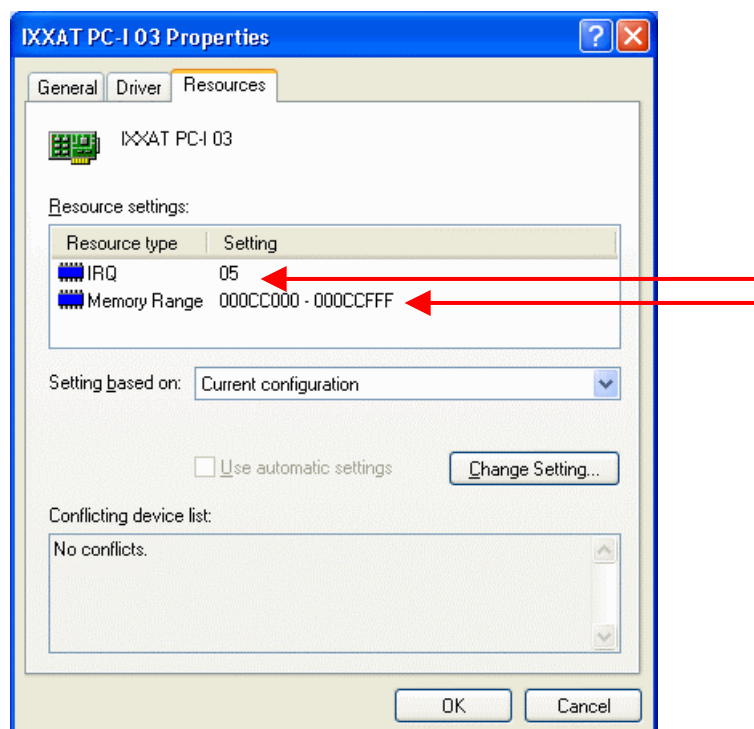 IXXAT PC-I 03 Properties
General Driver Resources
IXXAT PC-I 03
Resource settings:
Resource type Setting
IRQ 05
Memory Range 000CC000 - 000CCFFF
Setting based on: Current configuration
Use automatic settings Change Setting...
Conflicting device list:
No conflicts.
OK Cancel